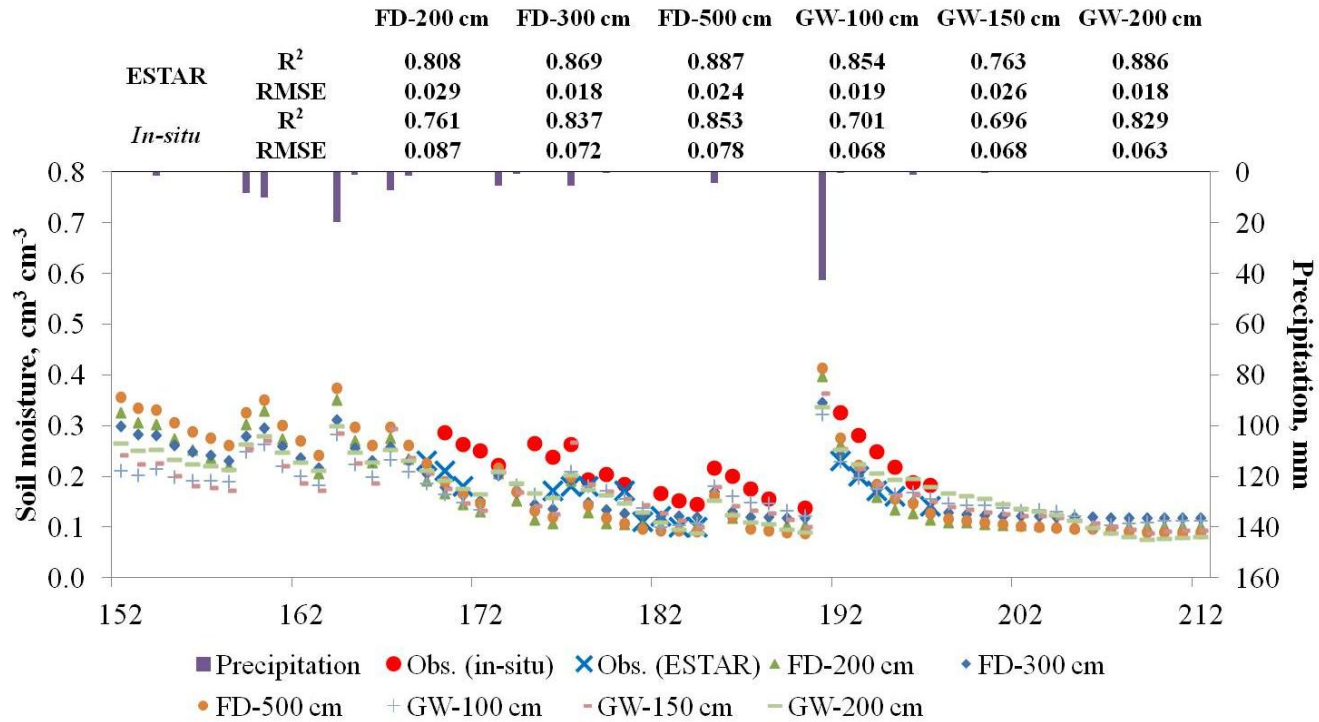 FD-200 cm FD-300 cm FD-500 cm GW-100 cm GW-150 cm GW-200 cm
ESTAR
R² 0.808 0.869 0.887 0.854 0.763 0.886
RMSE 0.029 0.018 0.024 0.019 0.026 0.018
In-situ
R² 0.761 0.837 0.853 0.701 0.696 0.829
RMSE 0.087 0.072 0.078 0.068 0.068 0.063
Soil moisture, cm³ cm⁻³
0.8
0.7
0.6
0.5
0.4
0.3
0.2
0.1
0.0
0
20
40
60
80
100
120
140
160
Precipitation, mm
152 162 172 182 192 202 212
Precipitation Obs. (in-situ) Obs. (ESTAR) FD-200 cm FD-300 cm
FD-500 cm GW-100 cm GW-150 cm GW-200 cm